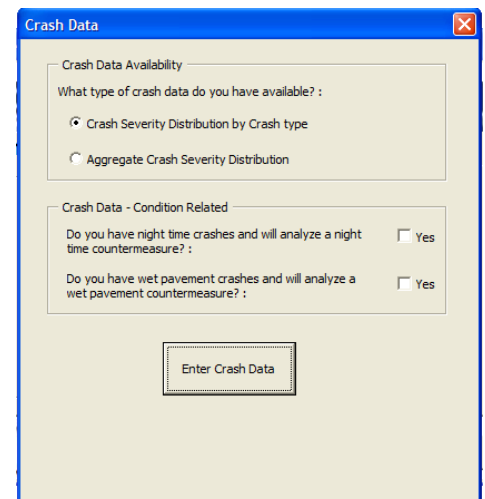 Crash Data
Crash Data Availability
What type of crash data do you have available? :
Crash Severity Distribution by Crash type
Aggregate Crash Severity Distribution
Crash Data - Condition Related
Do you have night time crashes and will analyze a night
time countermeasure? :
Yes
Do you have wet pavement crashes and will analyze a
wet pavement countermeasure? :
Yes
Enter Crash Data